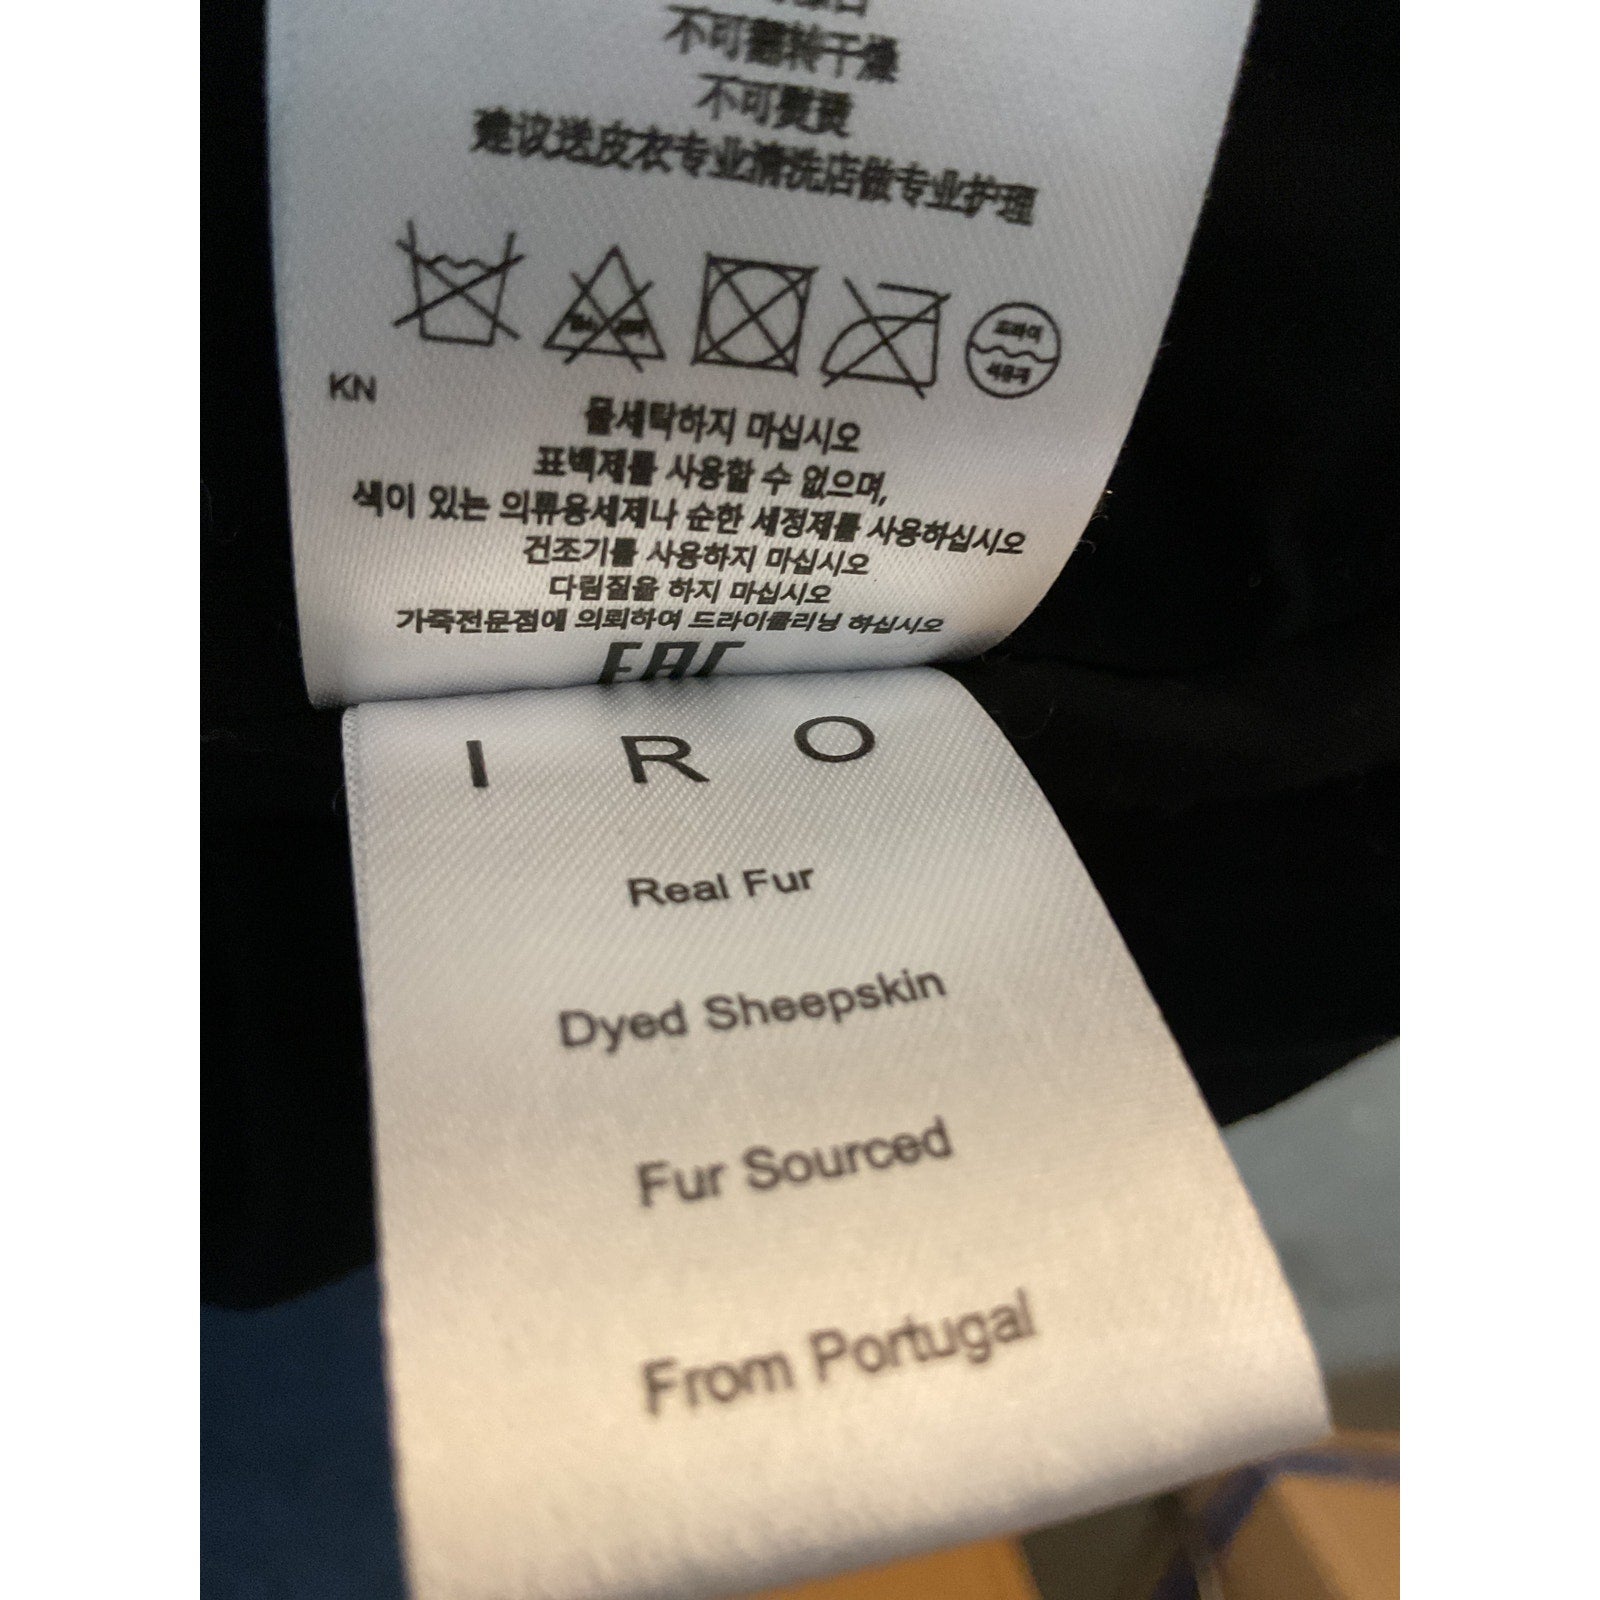 不可翻转干燥
不可熨烫
建议送皮衣专业清洗店做专业护理
드라이
석유계
KN
물세탁하지 마십시오
표백제를 사용할 수 없으며,
색이 있는 의류용세제나 순한 세정제를 사용하십시오
건조기를 사용하지 마십시오
다림질을 하지 마십시오
가죽전문점에 의뢰하여 드라이클리닝 하십시오
EAC
I R O
Real Fur
Dyed Sheepskin
Fur Sourced
From Portugal